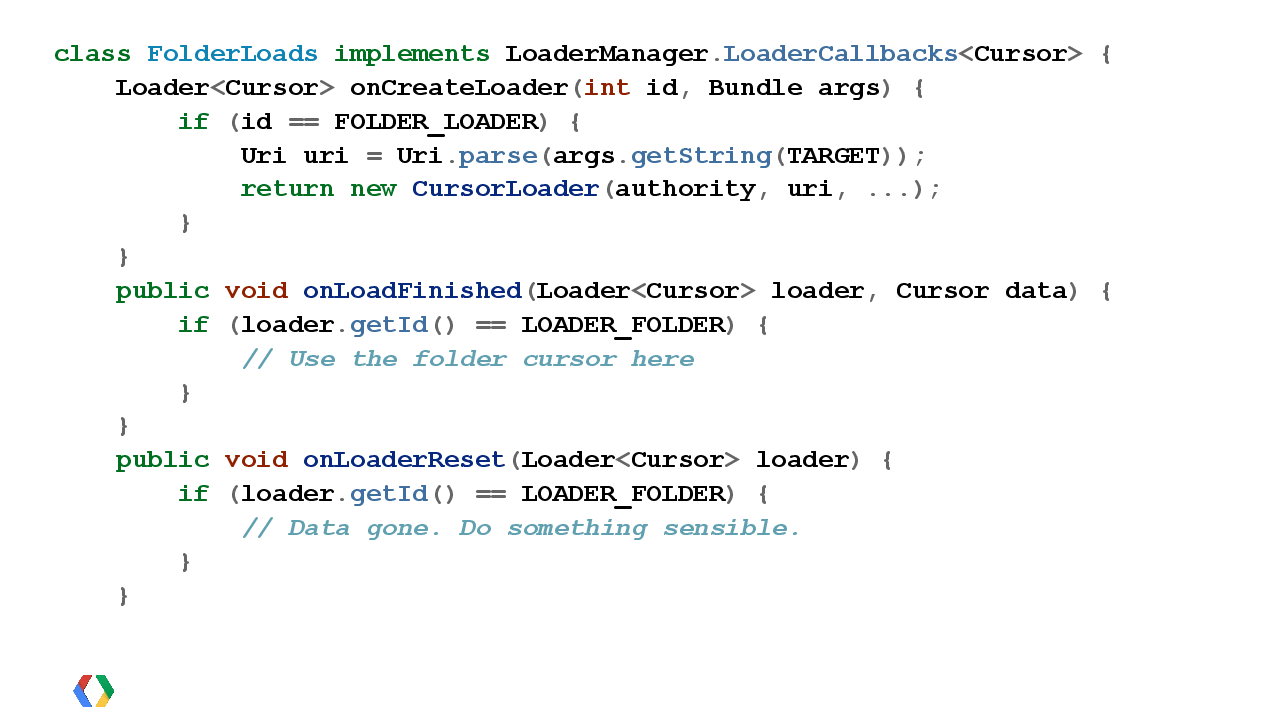 class FolderLoads implements LoaderManager.LoaderCallbacks<Cursor> {
    Loader<Cursor> onCreateLoader(int id, Bundle args) {
        if (id == FOLDER_LOADER) {
            Uri uri = Uri.parse(args.getString(TARGET));
            return new CursorLoader(authority, uri, ...);
        }
    }
    public void onLoadFinished(Loader<Cursor> loader, Cursor data) {
        if (loader.getId() == LOADER_FOLDER) {
            // Use the folder cursor here
        }
    }
    public void onLoaderReset(Loader<Cursor> loader) {
        if (loader.getId() == LOADER_FOLDER) {
            // Data gone. Do something sensible.
        }
    }